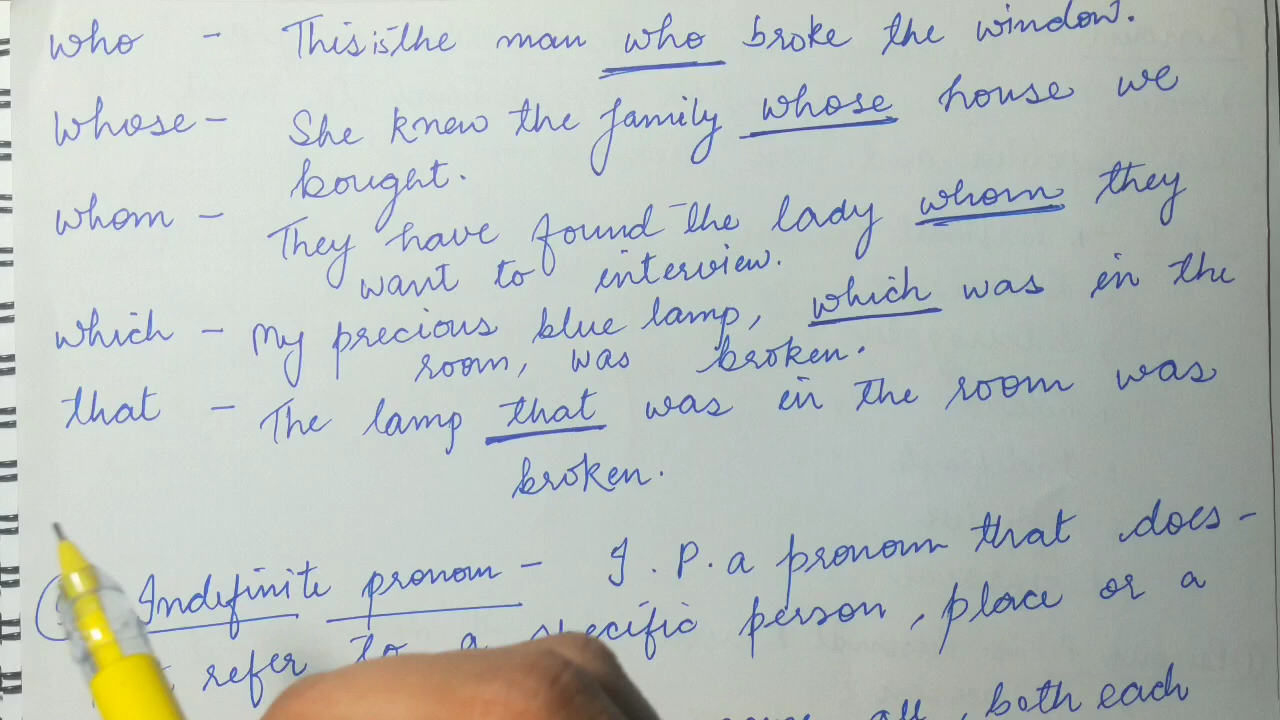 who - This is the man who broke the window.
whose - She knew the family whose house we
bought.
whom - They have found the lady whom they
want to interview.
which - My precious blue lamp, which was in the
room, was broken.
that - The lamp that was in the room was
broken.
Indefinite pronoun - I. P. a pronoun that does-
refer to a specific person, place or a
all, both each